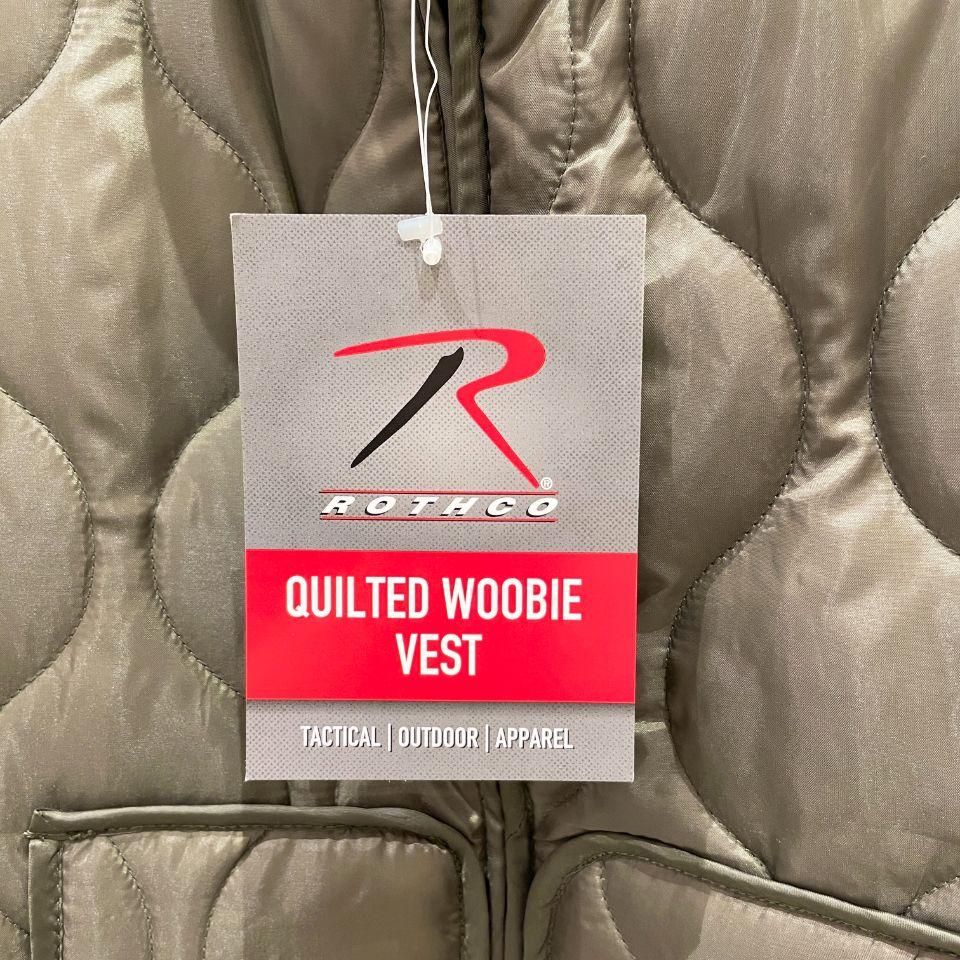 R®
ROTHCO
QUILTED WOOBIE
VEST
TACTICAL | OUTDOOR | APPAREL